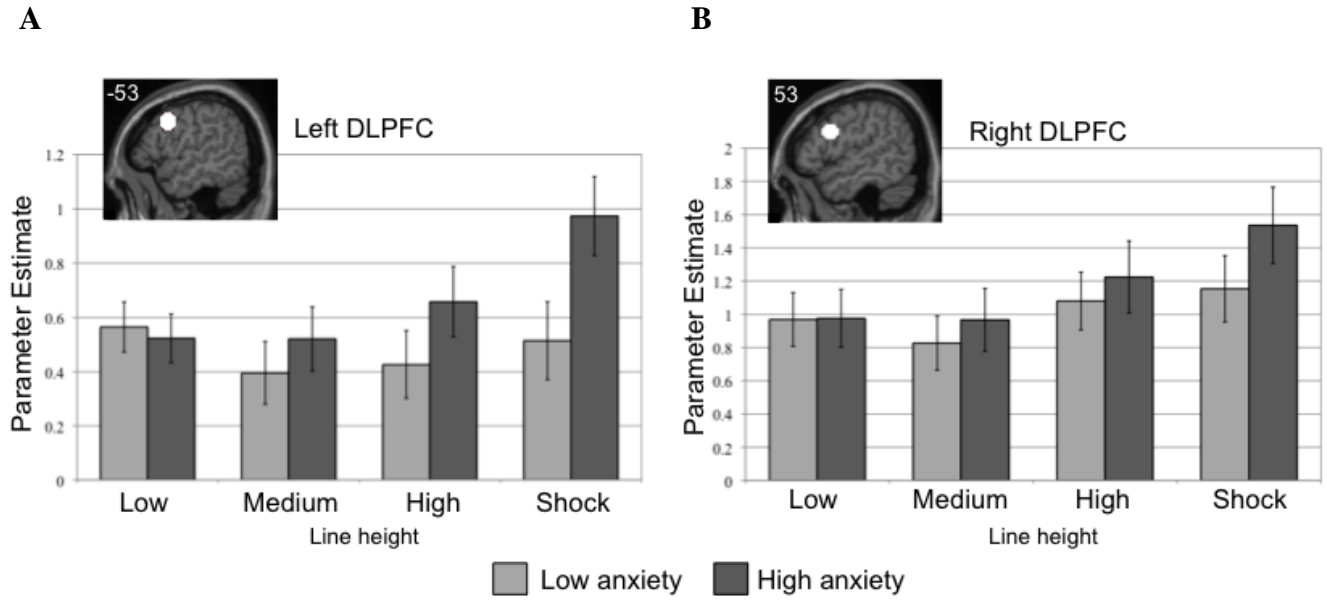 A
B
-53
Left DLPFC
53
Right DLPFC
Parameter Estimate
1.2
1
0.8
0.6
0.4
0.2
0
Low Medium High Shock
Line height
Parameter Estimate
2
1.8
1.6
1.4
1.2
1
0.8
0.6
0.4
0.2
0
Low Medium High Shock
Line height
Low anxiety High anxiety